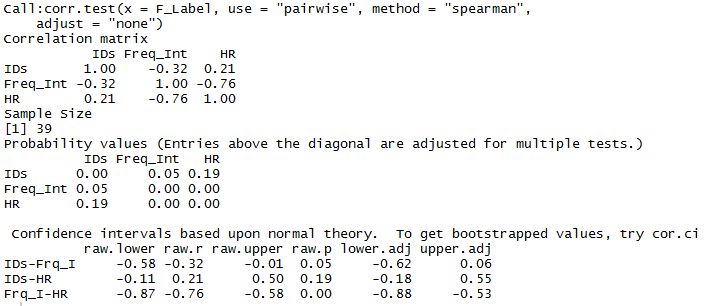 Call:corr.test(x = F_Label, use = "pairwise", method = "spearman",
    adjust = "none")
Correlation matrix
           IDs Freq_Int    HR
IDs       1.00    -0.32  0.21
Freq_Int -0.32     1.00 -0.76
HR        0.21    -0.76  1.00
Sample Size
[1] 39
Probability values (Entries above the diagonal are adjusted for multiple tests.)
          IDs Freq_Int   HR
IDs      0.00     0.05 0.19
Freq_Int 0.05     0.00 0.00
HR       0.19     0.00 0.00
 Confidence intervals based upon normal theory.  To get bootstrapped values, try cor.ci
          raw.lower raw.r raw.upper raw.p lower.adj upper.adj
IDs-Frq_I     -0.58 -0.32     -0.01  0.05     -0.62      0.06
IDs-HR        -0.11  0.21      0.50  0.19     -0.18      0.55
Frq_I-HR      -0.87 -0.76     -0.58  0.00     -0.88     -0.53